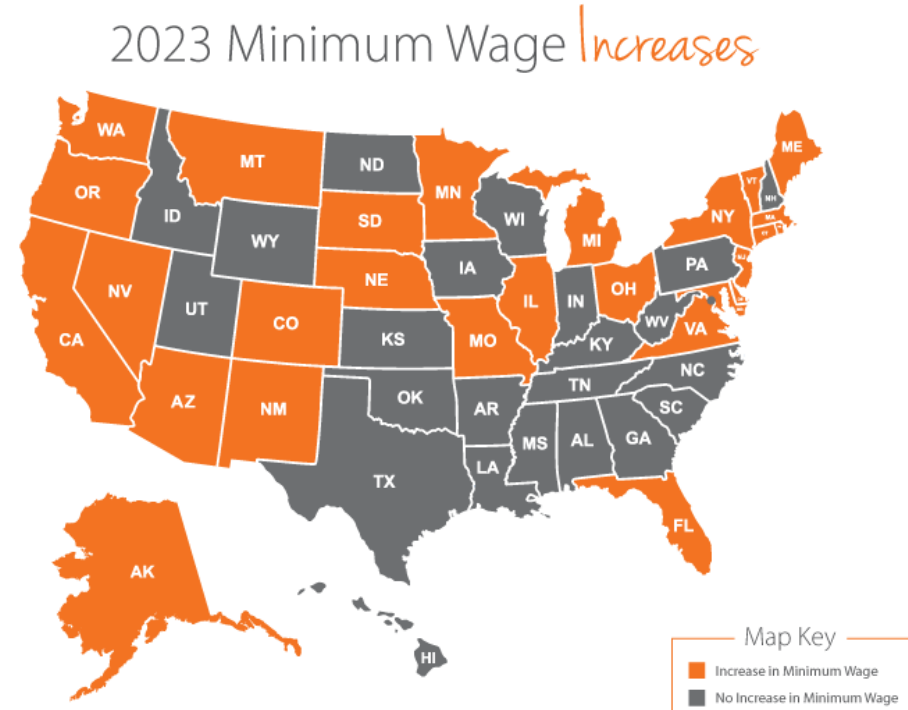 2023 Minimum Wage Increases
WA
MT
ND
MN
ME
VT
NH
OR
ID
SD
WI
NY
MA
MI
WY
IA
PA
NJ
NE
NV
UT
CO
IL
IN
OH
WV
VA
CA
KS
MO
KY
NC
TN
AZ
NM
OK
AR
SC
MS
AL
GA
LA
TX
FL
AK
HI
Map Key
Increase in Minimum Wage
No Increase in Minimum Wage